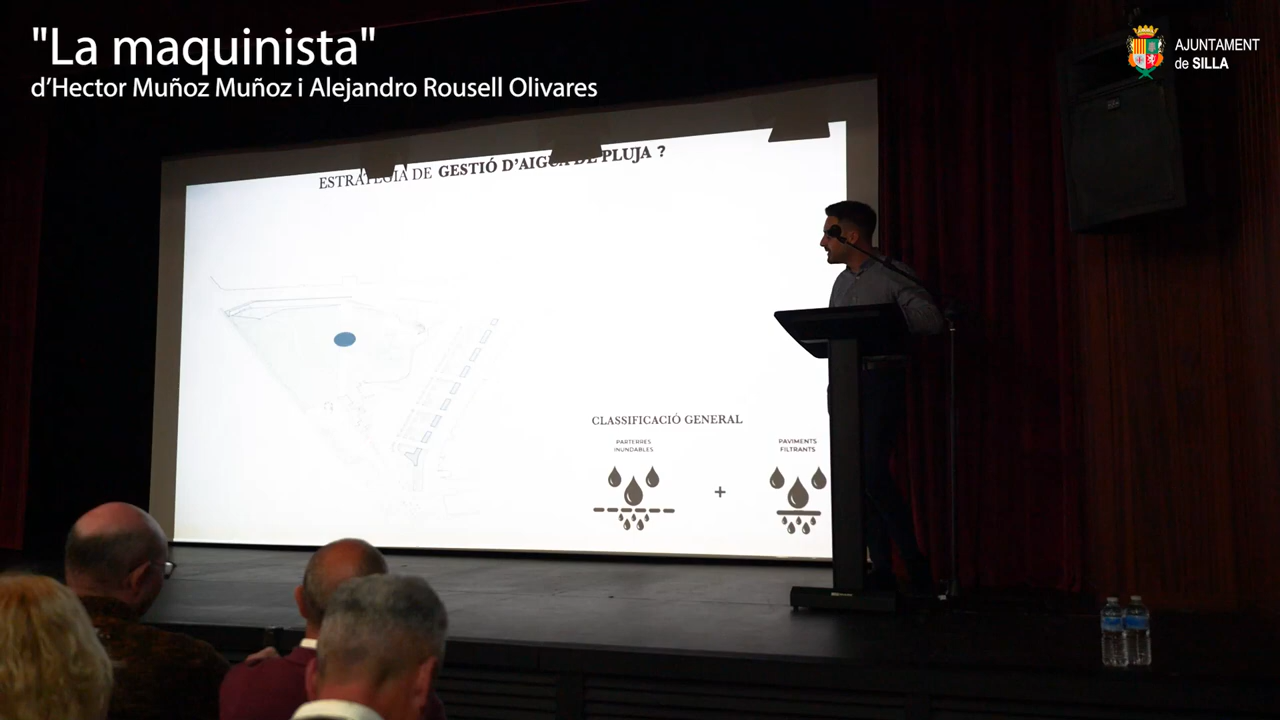 "La maquinista"
d'Hector Muñoz Muñoz i Alejandro Rousell Olivares
AJUNTAMENT
de SILLA
ESTRATEGIA DE GESTIÓ D'AIGUA DE PLUJA ?
CLASSIFICACIÓ GENERAL
PARTERRES
INUNDABLES
+
PAVIMENTS
FILTRANTS